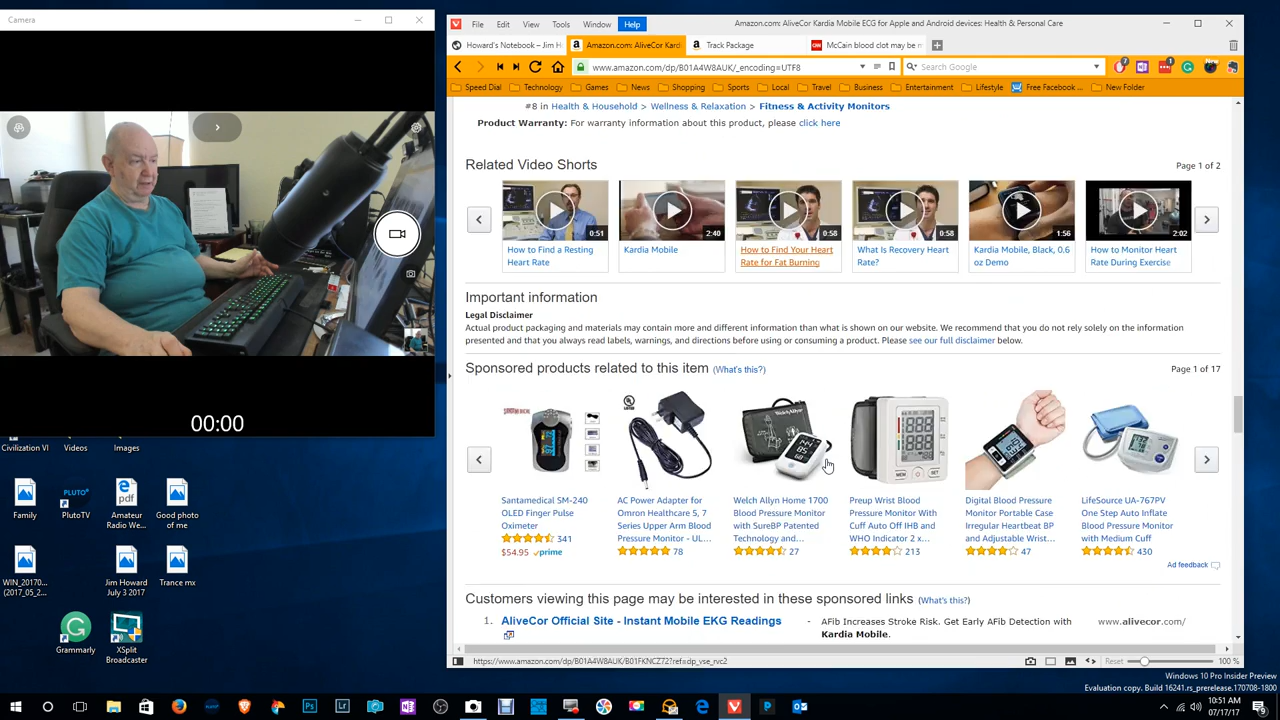 Camera
File Edit View Tools Window Help
Amazon.com: AliveCor Kardia Mobile ECG for Apple and Android devices: Health & Personal Care
Howard's Notebook – Jim H
Amazon.com: AliveCor Kard
Track Package
McCain blood clot may be m
www.amazon.com/dp/B01A4W8AUK/_encoding=UTF8
Search Google
Speed Dial Technology Games News Shopping Sports Local Travel Business Entertainment Lifestyle Free Facebook ... New Folder
#8 in Health & Household > Wellness & Relaxation > Fitness & Activity Monitors
Product Warranty: For warranty information about this product, please click here
Related Video Shorts
Page 1 of 2
0:51
2:40
0:58
0:58
1:56
2:02
How to Find a Resting Heart Rate
Kardia Mobile
How to Find Your Heart Rate for Fat Burning
What Is Recovery Heart Rate?
Kardia Mobile, Black, 0.6 oz Demo
How to Monitor Heart Rate During Exercise
Important information
Legal Disclaimer
Actual product packaging and materials may contain more and different information than what is shown on our website. We recommend that you do not rely solely on the information
presented and that you always read labels, warnings, and directions before using or consuming a product. Please see our full disclaimer below.
Sponsored products related to this item (What's this?)
Page 1 of 17
Santamedical SM-240
OLED Finger Pulse
Oximeter
341
$54.95 prime
AC Power Adapter for
Omron Healthcare 5, 7
Series Upper Arm Blood
Pressure Monitor - UL...
78
Welch Allyn Home 1700
Blood Pressure Monitor
with SureBP Patented
Technology and...
27
Preup Wrist Blood
Pressure Monitor With
Cuff Auto Off IHB and
WHO Indicator 2 x...
213
Digital Blood Pressure
Monitor Portable Case
Irregular Heartbeat BP
and Adjustable Wrist...
47
LifeSource UA-767PV
One Step Auto Inflate
Blood Pressure Monitor
with Medium Cuff
430
Ad feedback
Customers viewing this page may be interested in these sponsored links (What's this?)
1. AliveCor Official Site - Instant Mobile EKG Readings
- AFib Increases Stroke Risk. Get Early AFib Detection with
Kardia Mobile.
www.alivecor.com/
https://www.amazon.com/dp/B01A4W8AUK/B01FKNCZ72?ref=dp_vse_rvc2
Reset
100 %
00:00
Civilization VI
Videos
Images
Family
PlutoTV
Amateur
Radio We...
Good photo
of me
WIN_20170...
(2017_05_2...
Jim Howard
July 3 2017
Trance mx
Grammarly
XSplit
Broadcaster
Windows 10 Pro Insider Preview
Evaluation copy. Build 16241.rs_prerelease.170708-1800
10:51 AM
07/17/17